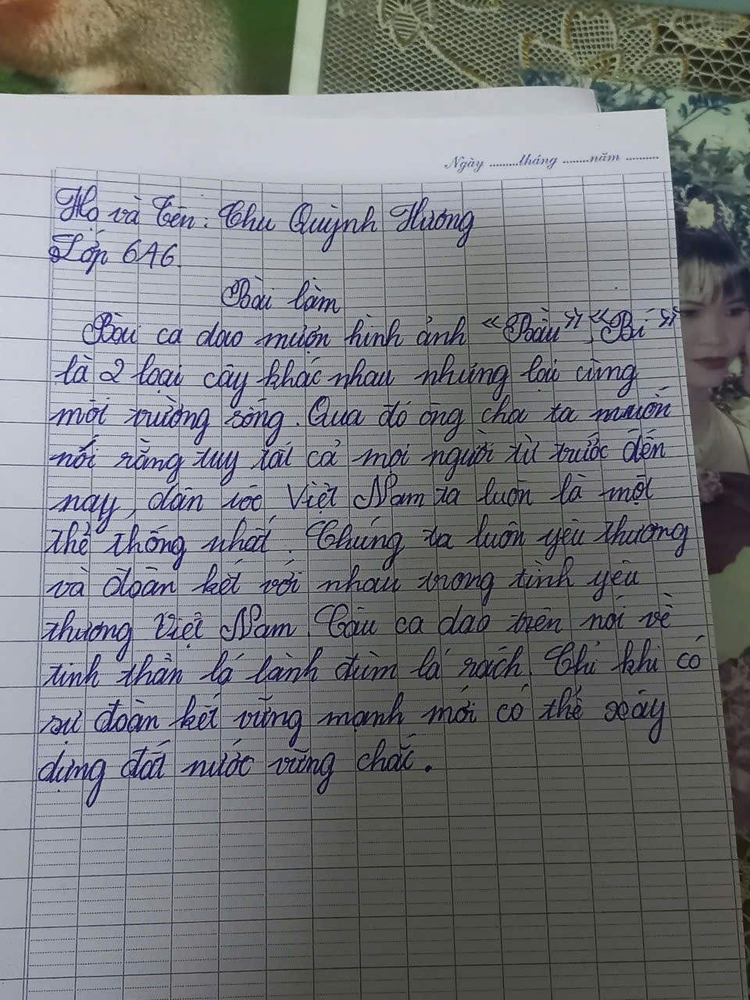 Ngày .........tháng ........năm ..........
Họ và tên: Chu Quỳnh Hương
Lớp 6A6.
Bài làm
Bài ca dao mượn hình ảnh "Bầu", "Bí"
là 2 loại cây khác nhau nhưng lại cùng
môi trường sống. Qua đó ông cha ta muốn
nói rằng tuy tất cả mọi người từ trước đến
nay, dân tộc Việt Nam ta luôn là một
thể thống nhất. Chúng ta luôn yêu thương
và đoàn kết với nhau trong tình yêu
thương Việt Nam. Câu ca dao trên nói về
tinh thần lá lành đùm lá rách. Chỉ khi có
sự đoàn kết vững mạnh mới có thể xây
dựng đất nước vững chắc.